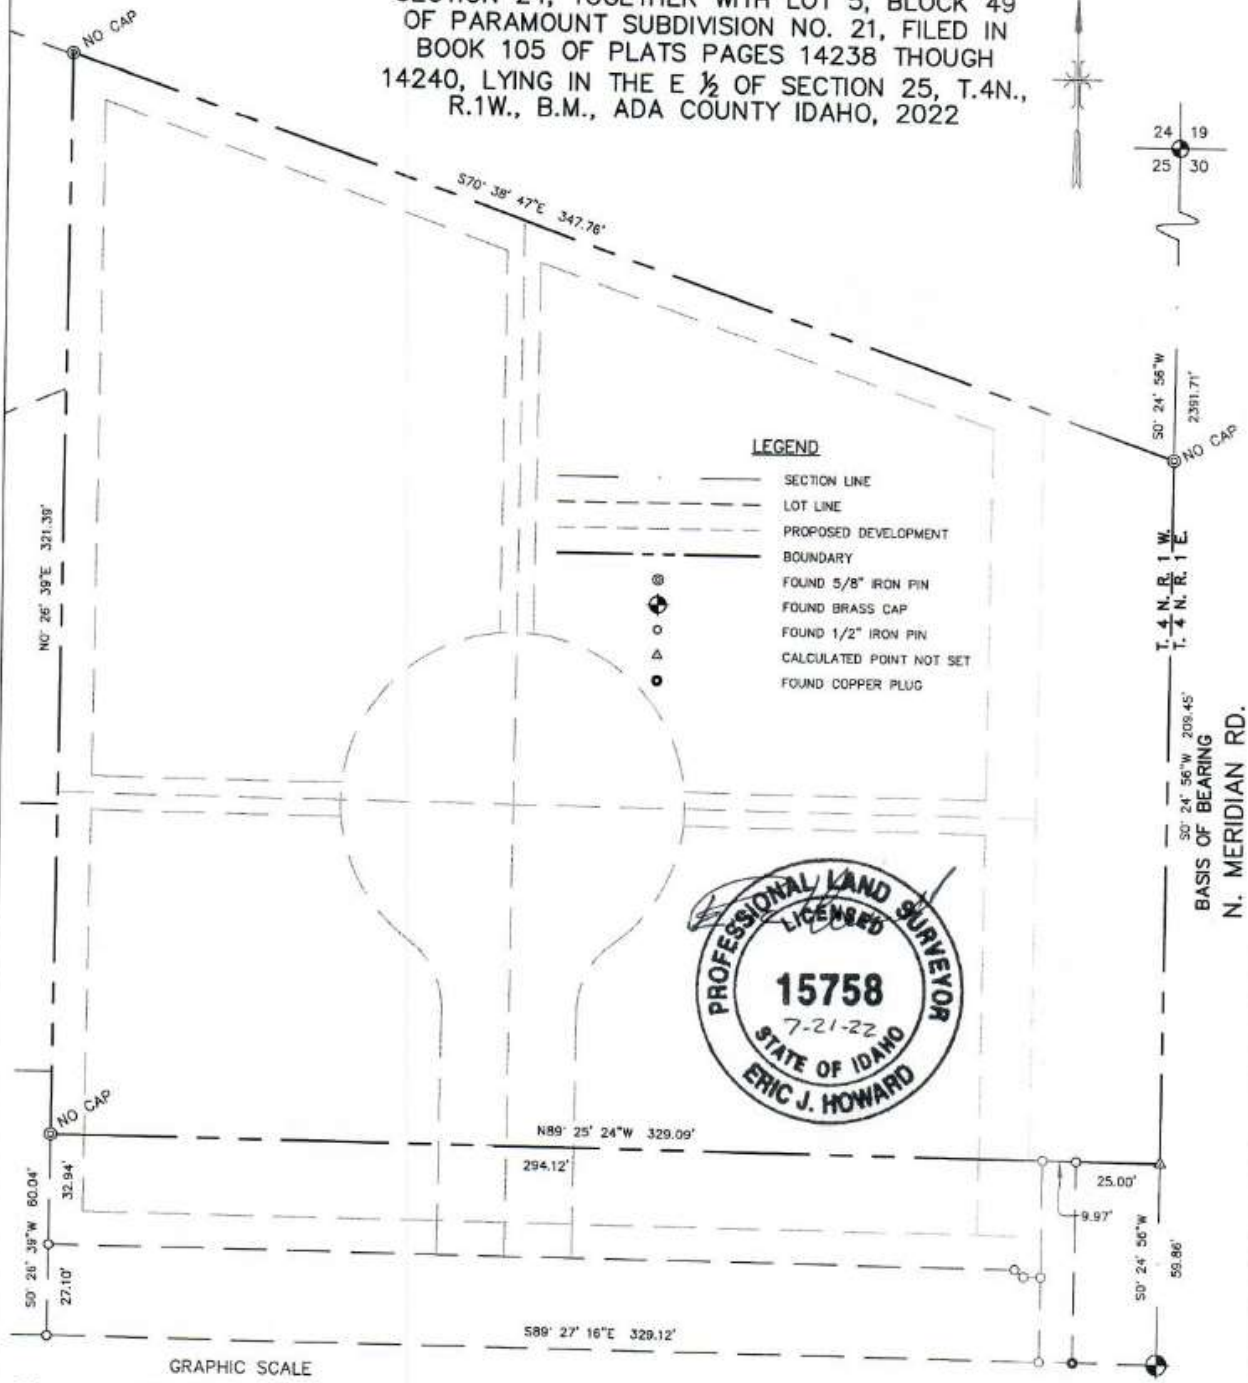 SECTION 24, TOGETHER WITH LOT 5, BLOCK 49
OF PARAMOUNT SUBDIVISION NO. 21, FILED IN
BOOK 105 OF PLATS PAGES 14238 THOUGH
14240, LYING IN THE E ½ OF SECTION 25, T.4N.,
R.1W., B.M., ADA COUNTY IDAHO, 2022
NO CAP
24 19
25 30
S70° 38' 47"E 347.76'
S0° 24' 56"W
2391.71'
NO CAP
LEGEND
SECTION LINE
LOT LINE
PROPOSED DEVELOPMENT
BOUNDARY
FOUND 5/8" IRON PIN
FOUND BRASS CAP
FOUND 1/2" IRON PIN
CALCULATED POINT NOT SET
FOUND COPPER PLUG
N0° 26' 39"E 321.39'
T. 4 N. R. 1 W.
T. 4 N. R. 1 E.
S0° 24' 56"W 209.45'
BASIS OF BEARING
N. MERIDIAN RD.
PROFESSIONAL LAND SURVEYOR
LICENSED
15758
7-21-22
STATE OF IDAHO
ERIC J. HOWARD
NO CAP
N89° 25' 24"W 329.09'
294.12'
25.00'
9.97'
S0° 26' 39"W 60.04'
32.94'
27.10'
S0° 24' 56"W
59.86'
S89° 27' 16"E 329.12'
GRAPHIC SCALE